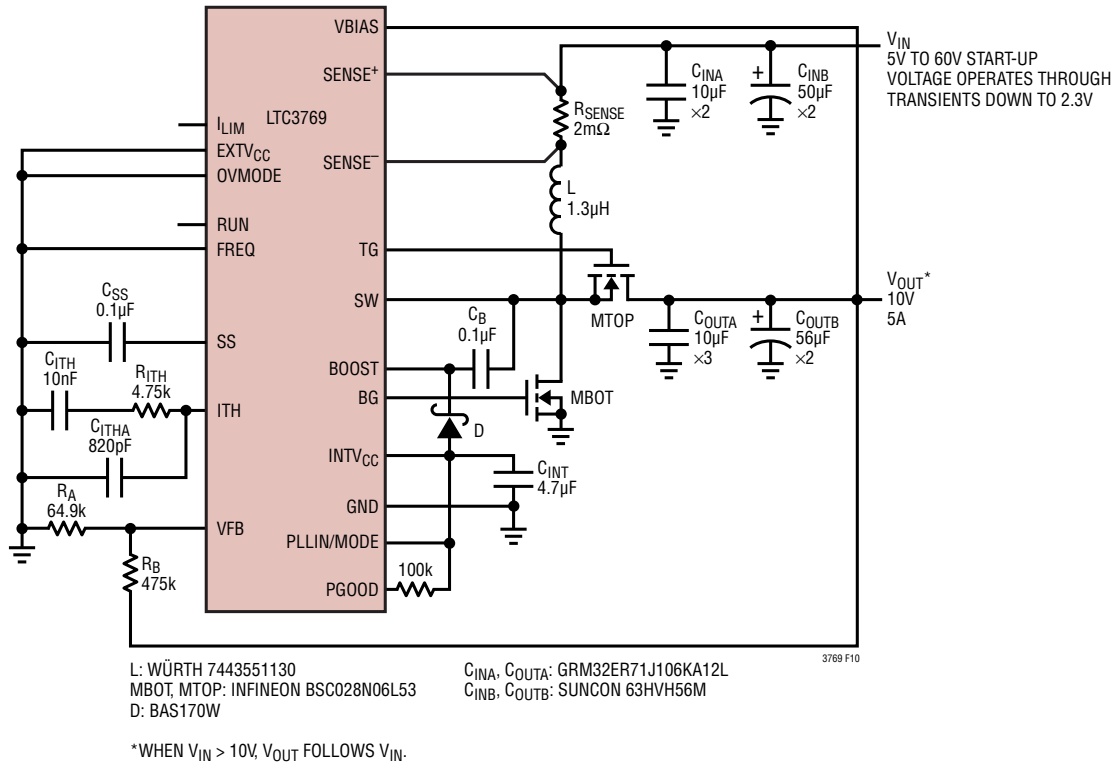 VBIAS
SENSE+
LTC3769
ILIM
EXTVCC
OVMODE
SENSE–
RUN
FREQ
TG
SW
SS
BOOST
BG
ITH
INTVCC
GND
VFB
PLLIN/MODE
PGOOD
VIN
5V TO 60V START-UP
VOLTAGE OPERATES THROUGH
TRANSIENTS DOWN TO 2.3V
CINA
10µF
×2
+
CINB
50µF
×2
RSENSE
2mΩ
L
1.3µH
MTOP
VOUT*
10V
5A
COUTA
10µF
×3
+
COUTB
56µF
×2
CB
0.1µF
MBOT
D
CINT
4.7µF
100k
CSS
0.1µF
CITH
10nF
RITH
4.75k
CITHA
820pF
RA
64.9k
RB
475k
3769 F10
L: WÜRTH 7443551130
MBOT, MTOP: INFINEON BSC028N06L53
D: BAS170W
CINA, COUTA: GRM32ER71J106KA12L
CINB, COUTB: SUNCON 63HVH56M
*WHEN VIN > 10V, VOUT FOLLOWS VIN.